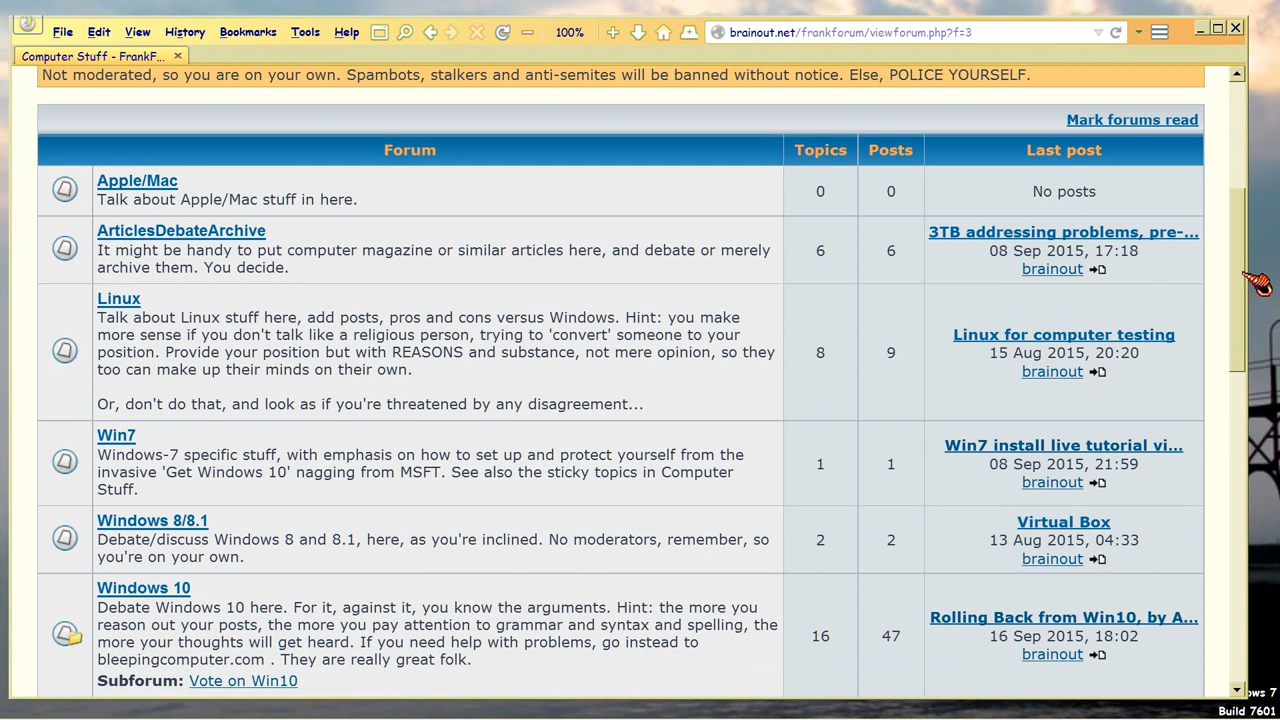 File Edit View History Bookmarks Tools Help 100% brainout.net/frankforum/viewforum.php?f=3
Computer Stuff - FrankF...
Not moderated, so you are on your own. Spambots, stalkers and anti-semites will be banned without notice. Else, POLICE YOURSELF.
Mark forums read
Forum Topics Posts Last post
Apple/Mac
Talk about Apple/Mac stuff in here.
0 0 No posts
ArticlesDebateArchive
It might be handy to put computer magazine or similar articles here, and debate or merely
archive them. You decide.
6 6
3TB addressing problems, pre-...
08 Sep 2015, 17:18
brainout
Linux
Talk about Linux stuff here, add posts, pros and cons versus Windows. Hint: you make
more sense if you don't talk like a religious person, trying to 'convert' someone to your
position. Provide your position but with REASONS and substance, not mere opinion, so they
too can make up their minds on their own.
Or, don't do that, and look as if you're threatened by any disagreement...
8 9
Linux for computer testing
15 Aug 2015, 20:20
brainout
Win7
Windows-7 specific stuff, with emphasis on how to set up and protect yourself from the
invasive 'Get Windows 10' nagging from MSFT. See also the sticky topics in Computer
Stuff.
1 1
Win7 install live tutorial vi...
08 Sep 2015, 21:59
brainout
Windows 8/8.1
Debate/discuss Windows 8 and 8.1, here, as you're inclined. No moderators, remember, so
you're on your own.
2 2
Virtual Box
13 Aug 2015, 04:33
brainout
Windows 10
Debate Windows 10 here. For it, against it, you know the arguments. Hint: the more you
reason out your posts, the more you pay attention to grammar and syntax and spelling, the
more your thoughts will get heard. If you need help with problems, go instead to
bleepingcomputer.com . They are really great folk.
Subforum: Vote on Win10
16 47
Rolling Back from Win10, by A...
16 Sep 2015, 18:02
brainout
ows 7
Build 7601